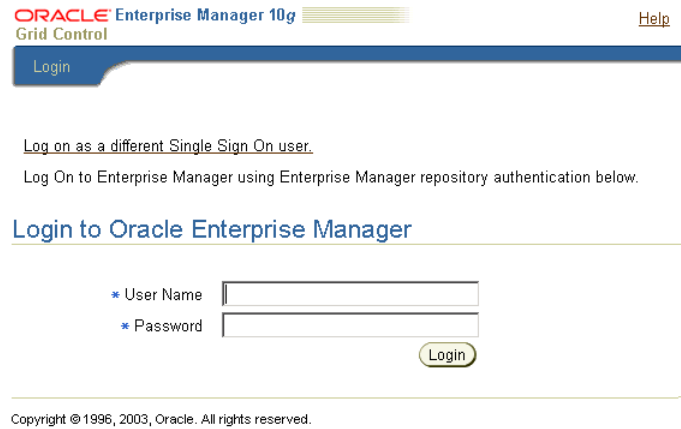 ORACLE Enterprise Manager 10g
Grid Control
Help
Login
Log on as a different Single Sign On user.
Log On to Enterprise Manager using Enterprise Manager repository authentication below.
Login to Oracle Enterprise Manager
* User Name
* Password
Login
Copyright © 1996, 2003, Oracle. All rights reserved.